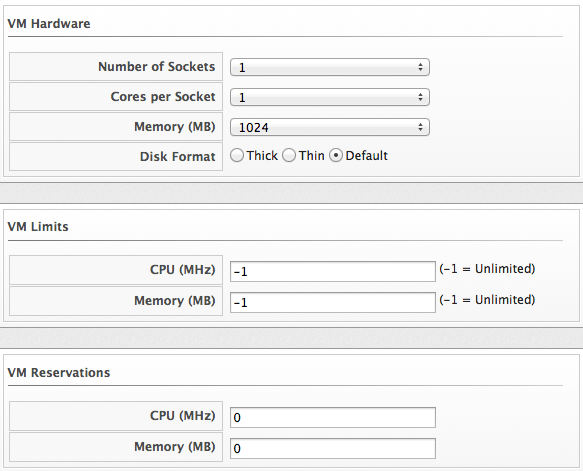 VM Hardware
Number of Sockets 1
Cores per Socket 1
Memory (MB) 1024
Disk Format Thick Thin Default
VM Limits
CPU (MHz) -1 (-1 = Unlimited)
Memory (MB) -1 (-1 = Unlimited)
VM Reservations
CPU (MHz) 0
Memory (MB) 0